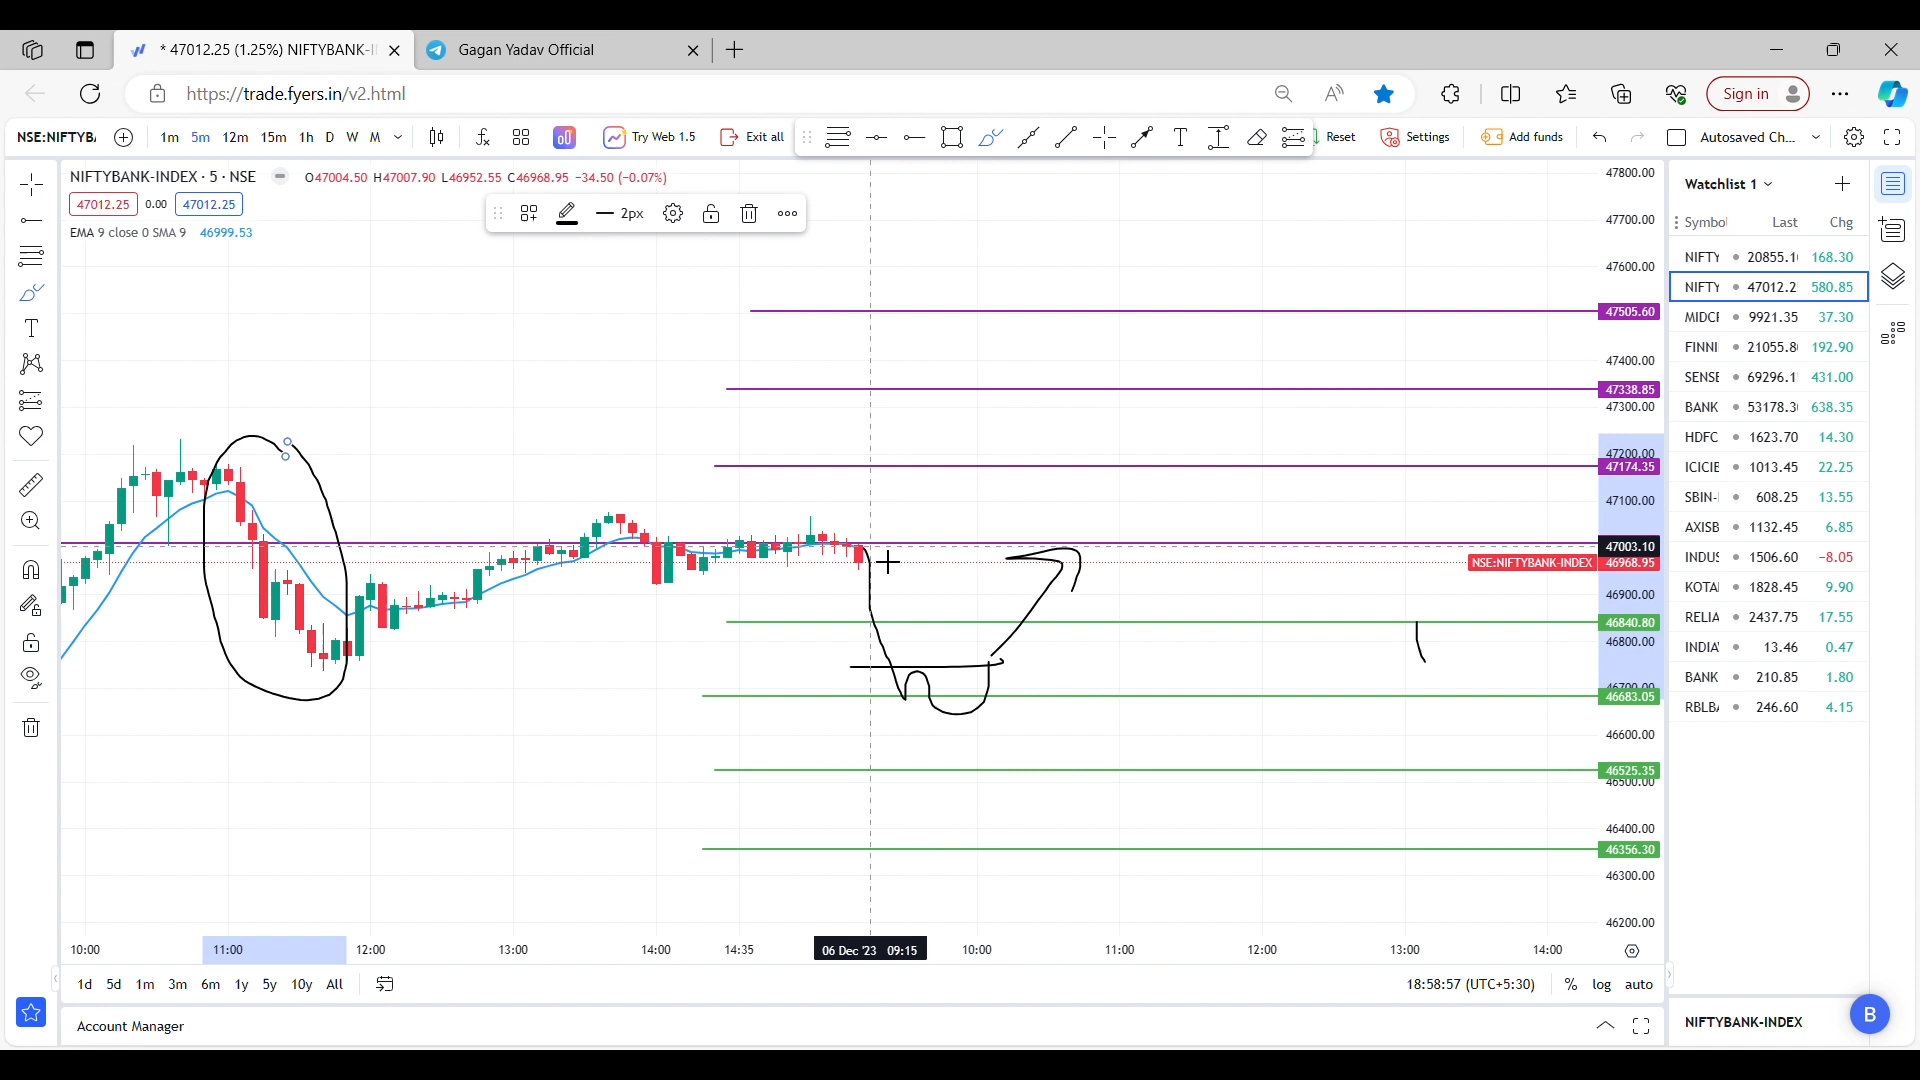 * 47012.25 (1.25%) NIFTYBANK-I
Gagan Yadav Official
https://trade.fyers.in/v2.html
Sign in
NSE:NIFTYB
1m 5m 12m 15m 1h D W M
Try Web 1.5
Exit all
Reset
Settings
Add funds
Autosaved Ch...
NIFTYBANK-INDEX · 5 · NSE
O47004.50 H47007.90 L46952.55 C46968.95 -34.50 (-0.07%)
47012.25 0.00 47012.25
2px
EMA 9 close 0 SMA 9 46999.53
47800.00
47700.00
47600.00
47505.60
47400.00
47338.85
47300.00
47200.00
47174.35
47100.00
47003.10
NSE:NIFTYBANK-INDEX 46968.95
46900.00
46840.80
46800.00
46700.00
46683.05
46600.00
46525.35
46500.00
46400.00
46356.30
46300.00
46200.00
10:00 11:00 12:00 13:00 14:00 14:35 06 Dec '23 09:15 10:00 11:00 12:00 13:00 14:00
1d 5d 1m 3m 6m 1y 5y 10y All
18:58:57 (UTC+5:30) % log auto
Account Manager
Watchlist 1
Symbol Last Chg
NIFTY 20855.1 168.30
NIFTY 47012.2 580.85
MIDCP 9921.35 37.30
FINNI 21055.8 192.90
SENSE 69296.1 431.00
BANK 53178.3 638.35
HDFC 1623.70 14.30
ICICIE 1013.45 22.25
SBIN- 608.25 13.55
AXISB 1132.45 6.85
INDUS 1506.60 -8.05
KOTA 1828.45 9.90
RELIA 2437.75 17.55
INDIA 13.46 0.47
BANK 210.85 1.80
RBLB 246.60 4.15
NIFTYBANK-INDEX
B